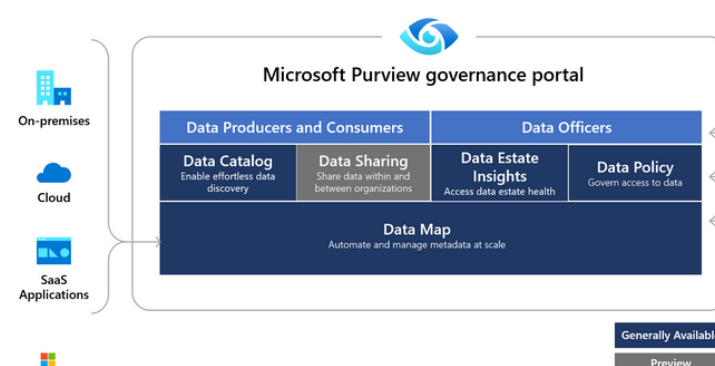 Microsoft Purview governance portal
On-premises
Cloud
SaaS
Applications
Data Producers and Consumers
Data Officers
Data Catalog
Enable effortless data
discovery
Data Sharing
Share data within and
between organizations
Data Estate
Insights
Access data estate health
Data Policy
Govern access to data
Data Map
Automate and manage metadata at scale
Generally Availabl
Preview